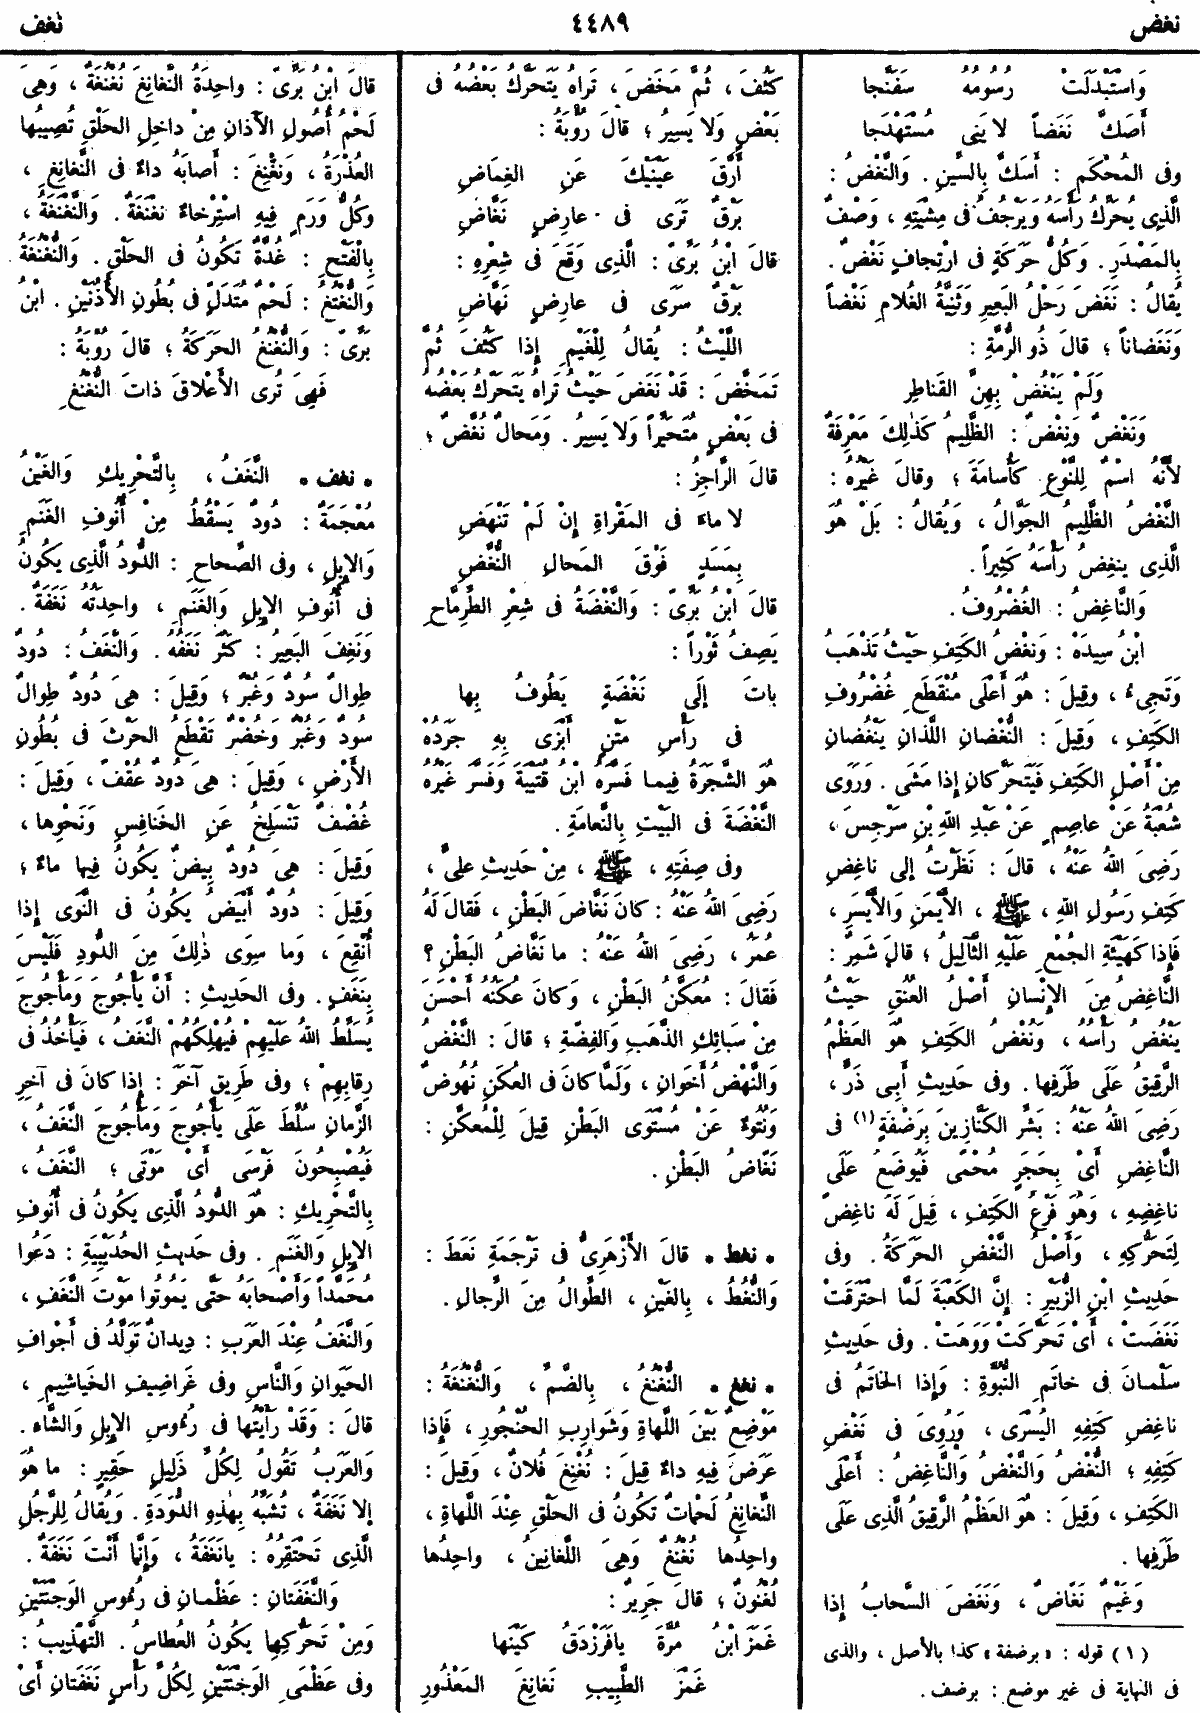 نغض
٤٤٨٩
نغف
وَاسْتَبْدَلَتْ رُسُومُهُ سَفَنَّجا
أَصَكَّ نَغَضاً لا يَنِى مُسْتَهْدَجا
وفى المُحْكَمِ : أَسَكَّ بِالسِّينِ . وَالنَّغْضُ :
الَّذِى يُحَرِّكُ رَأْسَهُ وَيَرْجُفُ فى مِشْيَتِهِ ، وَصْفٌ
بِالمَصْدَرِ . وَكُلُّ حَرَكَةٍ فى ارْتِجافٍ نَغْضٌ .
يُقالُ : نَغَضَ رَحْلُ البَعِيرِ وَثَنِيَّةُ الغُلامِ نَغْضاً
وَنَغَضاناً ؛ قالَ ذُو الرُّمَّةِ :
وَلَمْ يَنْغُضْ بِهِنَّ القَناطِر
وَنَغْضٌ وَنِغْضٌ : الظَّلِيمُ كَذٰلِكَ مَعْرِفَةٌ
لأَنَّهُ اسْمٌ لِلنَّوْعِ كَأُسامَةَ ؛ وقالَ غَيْرُهُ :
النَّغْضُ الظَّلِيمُ الجَوَّالُ ، وَيُقالُ : بَلْ هُوَ
الَّذِى يَنغِضُ رَأْسَهُ كَثِيراً .
وَالنَّاغِضُ : الغُضْرُوفُ .
ابْنُ سِيدَهْ : وَنغْضُ الكَتِفِ حَيْثُ تَذْهَبُ
وَتَجِىءُ ، وَقِيلَ : هُوَ أَعْلَى مُنْقَطَعِ غُضْرُوفِ
الكَتِفِ ، وَقِيلَ : النُّغْضانِ اللَّذانِ يَنْغُضانِ
مِنْ أَصْلِ الكَتِفِ فَيَتَحَرَّكانِ إِذا مَشَى . وَرَوَى
شُعْبَةُ عَنْ عاصِمٍ عَنْ عَبْدِ اللهِ بْنِ سَرْجِسَ ،
رَضِىَ اللهُ عَنْهُ ، قالَ : نَظَرْتُ إلى ناغِضِ
كَتِفِ رَسُولِ اللهِ ، ﷺ ، الأَيْمَنِ وَالأَيْسَرِ ،
فَإِذا كَهَيْئَةِ الجُمْعِ عَلَيْهِ الثَّآلِيلُ ؛ قالَ شَمِرٌ :
النَّاغِضُ مِنَ الإِنْسانِ أَصْلُ العُنُقِ حَيْثُ
يَنْغُضُ رَأْسُهُ ، وَنُغْضُ الكَتِفِ هُوَ العَظْمُ
الرَّقِيقُ عَلَى طَرَفِها . وفى حَدِيثِ أَبِى ذَرٍّ ،
رَضِىَ اللهُ عَنْهُ : بَشِّرِ الكَنَّازِينَ بِرَضْفَةٍ (١) فى
النَّاغِضِ أَىْ بِحَجَرٍ مُحْمًى فَيُوضَعُ عَلَى
ناغِضِهِ ، وَهُوَ فَرْعُ الكَتِفِ ، قِيلَ لَهُ ناغِضٌ
لِتَحَرُّكِهِ ، وَأَصْلُ النَّغْضِ الحَرَكَةُ . وفى
حَدِيثِ ابْنِ الزُّبَيْرِ : إِنَّ الكَعْبَةَ لَمَّا احْتَرَقَتْ
نَغَضَتْ ، أَىْ تَحَرَّكَتْ وَوَهَتْ . وفى حَدِيثِ
سَلْمانَ فى خاتَمِ النُّبُوَّةِ : وَإِذا الخاتَمُ فى
ناغِضِ كَتِفِهِ اليُسْرَى ، وَرُوِىَ فى نَغْضِ
كَتِفِهِ ؛ النُّغْضُ وَالنَّغْضُ وَالنَّاغِضُ : أَعْلَى
الكَتِفِ ، وَقِيلَ : هُوَ العَظْمُ الرَّقِيقُ الَّذِى عَلَى
طَرَفِها .
وَغَيْمٌ نَغَّاضٌ ، وَنَغَضَ السَّحابُ إِذا
( ١ ) قوله : « برضفة » كذا بالأصل ، والذى
فى النهاية فى غير موضع : برضف .
كَثُفَ ، ثُمَّ مَخَضَ ، تَراهُ يَتَحَرَّكُ بَعْضُهُ فى
بَعْضٍ وَلا يَسِيرُ ؛ قالَ رُؤْبَةُ :
أَرَّقَ عَيْنَيْكَ عَنِ الغِمَاضِ
بَرْقٌ تَرَى فى عارِضٍ نَغَّاضِ
قالَ ابْنُ بَرِّىّ : الَّذِى وَقَعَ فى شِعْرِهِ :
بَرْقٌ سَرَى فى عارِضٍ نَهَّاضِ
اللَّيْثُ : يُقالُ لِلْغَيْمِ إِذا كَثُفَ ثُمَّ
تَمَخَّضَ : قَدْ نَغَضَ حَيْثُ تَراهُ يَتَحَرَّكُ بَعْضُهُ
فى بَعْضٍ مُتَحَيِّراً وَلا يَسِيرُ . وَمَحالٌ نُغَّضٌ ؛
قالَ الرَّاجِزُ :
لا ماءَ فى المَقْراةِ إِنْ لَمْ تَنْهَضِ
بِمَسَدٍ فَوْقَ المَحالِ النُّغَّضِ
قالَ ابْنُ بَرِّىّ : وَالنَّغْضَةُ فى شِعْرِ الطِّرِمَّاحِ
يَصِفُ ثَوْراً :
باتَ إلَى نَغْضَةٍ يَطُوفُ بِها
فى رَأْسِ مَتْنٍ أَبْزَى بِهِ جَرَدُهْ
هُوَ الشَّجَرَةُ فِيما فَسَّرَهُ ابْنُ قُتَيْبَةَ وَفَسَّرَ غَيْرُهُ
النَّغْضَةَ فى البَيْتِ بِالنَّعامَةِ .
وفى صِفَتِهِ ، ﷺ ، مِنْ حَدِيثِ علىٍّ ،
رَضِىَ اللهُ عَنْهُ : كانَ نَغَّاضَ البَطْنِ ، فَقالَ لَهُ
عُمَرُ ، رَضِىَ اللهُ عَنْهُ : ما نَغَّاضُ البَطْنِ ؟
فَقالَ : مُعَكَّنُ البَطْنِ ، وَكانَ عُكَنُهُ أَحْسَنَ
مِنْ سَبائِكِ الذَّهَبِ وَالفِضَّةِ ؛ قالَ : النَّغْضُ
وَالنَّهْضُ أَخَوانِ ، وَلَمَّا كانَ فى العُكَنِ نُهُوضٌ
وَنُتُوءٌ عَنْ مُسْتَوَى البَطْنِ قِيلَ لِلْمُعَكَّنِ :
نَغَّاضُ البَطْنِ .
• نغط • قالَ الأَزْهَرِىُّ فى تَرْجَمَةِ نَعَطَ :
وَالنُّغُطُ ، بِالغَيْنِ ، الطِّوالُ مِنَ الرِّجالِ .
• نغغ • النُّغْنُغُ ، بِالضَّمِّ ، وَالنُّغْنُغَةُ :
مَوْضِعٌ بَيْنَ اللَّهاةِ وَشَوارِبِ الحُنْجُورِ ، فَإِذا
عَرَضَ فِيهِ داءٌ قِيلَ : نُغْنِغَ فُلانٌ ، وَقِيلَ :
النَّغانِغُ لَحْماتٌ تَكُونُ فى الحَلْقِ عِنْدَ اللَّهاةِ ،
واحِدُها نُغْنُغٌ وَهِىَ اللَّغانِينُ ، واحِدُها
لُغْنُونٌ ؛ قالَ جَرِيرٌ :
غَمَزَ ابْنُ مُرَّةَ يا فَرَزْدَقُ كَيْنَها
غَمْزَ الطَّبِيبِ نَغانِغَ المَعْذُورِ
قالَ ابْنُ بَرِّىّ : واحِدَةُ النَّغانِغِ نُغْنُغَةٌ ، وَهِىَ
لَحْمُ أُصُولِ الآذانِ مِنْ داخِلِ الحَلْقِ تُصِيبُها
العُذْرَةُ ، وَنغْنِغَ : أَصابَهُ داءٌ فى النَّغانِغِ ،
وكُلُّ وَرَمٍ فِيهِ اسْتِرْخاءٌ نغْنَغَةٌ . وَالنَّغْنَغَةُ ،
بِالْفَتْحِ : غُدَّةٌ تَكُونُ فى الحَلْقِ . وَالنُّغْنُغَةُ
وَالنُّغْنُغُ : لَحْمٌ مُتَدَلٍّ فى بُطُونِ الأُذُنَيْنِ . ابْنُ
بَرِّىّ : وَالنُّغْنُغُ الحَرَكَةُ ؛ قالَ رُؤْبَةُ :
فَهِىَ تُرِى الأَعْلاقَ ذاتَ النُّغْنُغِ
• نغف • النَّغَفُ ، بِالتَّحْرِيكِ وَالغَيْنُ
مُعْجَمَةٌ : دُودٌ يَسْقُطُ مِنْ أُنُوفِ الغَنَمِ
وَالإِبِلِ ، وفى الصِّحاحِ : الدُّودُ الَّذِى يَكُونُ
فى أُنُوفِ الإِبِلِ وَالغَنَمِ ، واحِدَتُهُ نَغَفَةٌ .
وَنَغِفَ البَعِيرُ : كَثُرَ نَغَفُهُ . وَالنَّغَفُ : دُودٌ
طِوالٌ سُودٌ وَغُبْرٌ ؛ وَقِيلَ : هِىَ دُودٌ طِوالٌ
سُودٌ وَغُبْرٌ وَخُضْرٌ تَقْطَعُ الحَرْثَ فى بُطُونِ
الأَرْضِ ، وَقِيلَ : هِىَ دُودٌ عُقْفٌ ، وَقِيلَ :
غُضْفٌ تَنْسَلِخُ عَنِ الخَنافِسِ وَنَحْوِها ،
وَقِيلَ : هِىَ دُودٌ بِيضٌ يَكُونُ فِيها ماءٌ ؛
وَقِيلَ : دُودٌ أَبْيَضُ يَكُونُ فى النَّوَى إِذا
أُنْقِعَ ، وَما سِوَى ذٰلِكَ مِنَ الدُّودِ فَلَيْسَ
بِنَغَفٍ . وفى الحَدِيثِ : أَنَّ يَأْجُوجَ وَمَأْجُوجَ
يُسَلِّطُ اللهُ عَلَيْهِمْ فَيُهْلِكُهُمْ النَّغَفُ ، فَيَأْخُذُ فى
رِقابِهِمْ ؛ وفى طَرِيقٍ آخَرَ : إِذا كانَ فى آخِرِ
الزَّمانِ سُلِّطَ عَلَى يَأْجُوجَ وَمَأْجُوجَ النَّغَفُ ،
فَيُصْبِحُونَ فَرْسَى أَىْ مَوْتَى ؛ النَّغَفُ ،
بِالتَّحْرِيكِ : هُوَ الدُّودُ الَّذِى يَكُونُ فى أُنُوفِ
الإِبِلِ وَالغَنَمِ . وفى حَدِيثِ الحُدَيْبِيَةِ : دَعُوا
مُحَمَّداً وَأَصْحابَهُ حَتَّى يَمُوتُوا مَوْتَ النَّغَفِ ،
وَالنَّغَفُ عِنْدَ العَرَبِ : دِيدانٌ تَوَلَّدُ فى أَجْوافِ
الحَيَوانِ وَالنَّاسِ وفى غَراضِيفِ الخَياشِيمِ ،
قالَ : وَقَدْ رَأَيْتُها فى رُءُوسِ الإِبِلِ وَالشَّاءِ .
وَالعَرَبُ تَقُولُ لِكُلِّ ذَلِيلٍ حَقِيرٍ : ما هُوَ
إِلا نَغَفَةٌ ، تُشَبَّهُ بِهٰذِهِ الدُّودَةِ . وَيُقالُ لِلرَّجُلِ
الَّذِى تَحْتَقِرُهُ : يا نَغَفَةُ ، وَإِنَّما أَنْتَ نَغَفَةٌ .
وَالنَّغَفَتانِ : عَظْمانِ فى رُءُوسِ الوَجْنَتَيْنِ
وَمِنْ تَحَرُّكِها يَكُونُ العُطاسُ . التَّهْذِيبُ :
وفى عَظْمَىِ الوَجْنَتَيْنِ لِكُلِّ رَأْسٍ نَغَفَتانِ أَىْ